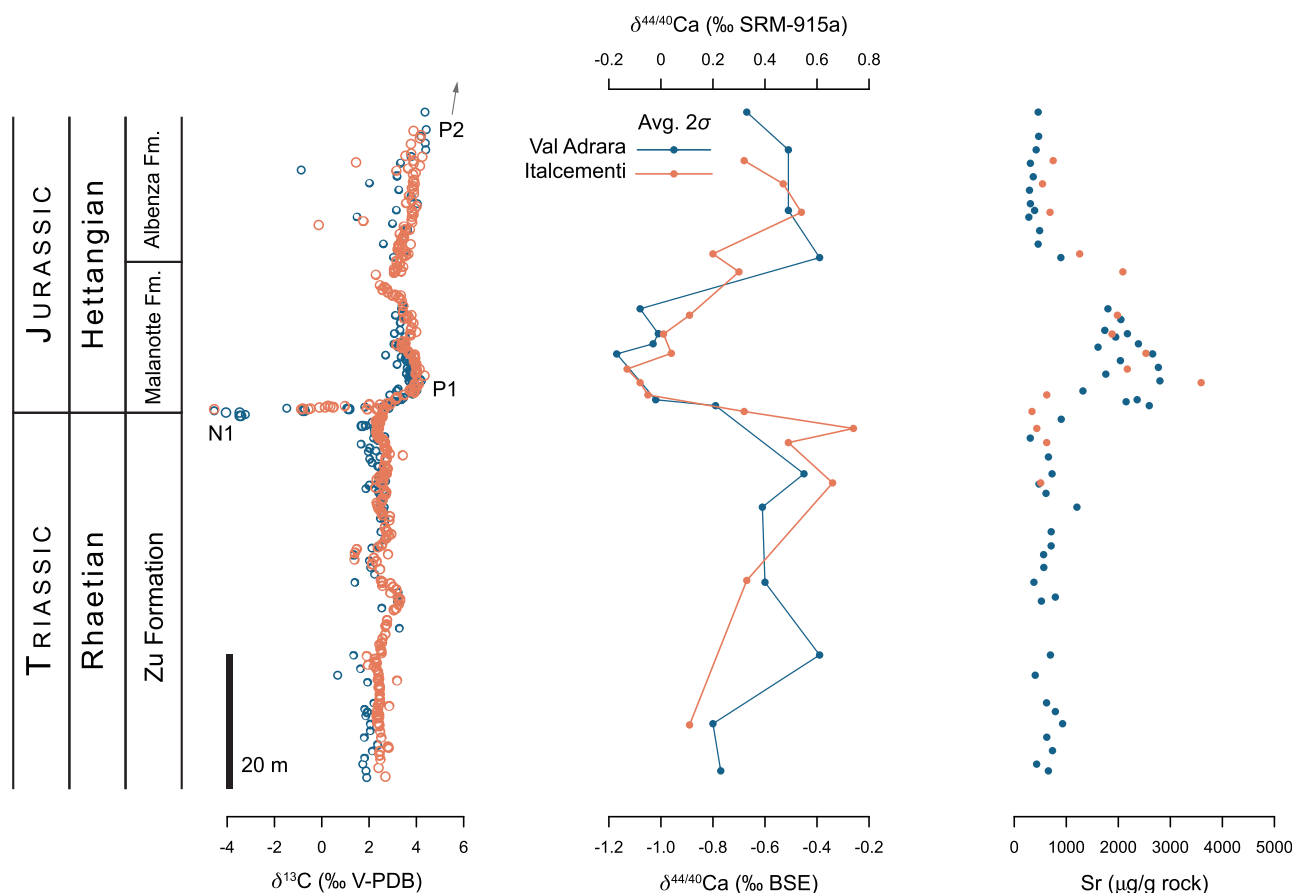 δ44/40Ca (‰ SRM-915a)
-0.2 0 0.2 0.4 0.6 0.8
JURASSIC
Hettangian
Albenza Fm.
Malanotte Fm.
TRIASSIC
Rhaetian
Zu Formation
P2
P1
N1
20 m
Avg. 2σ
Val Adrara
Italcementi
-4 -2 0 2 4 6
δ13C (‰ V-PDB)
-1.2 -1.0 -0.8 -0.6 -0.4 -0.2
δ44/40Ca (‰ BSE)
0 1000 2000 3000 4000 5000
Sr (μg/g rock)